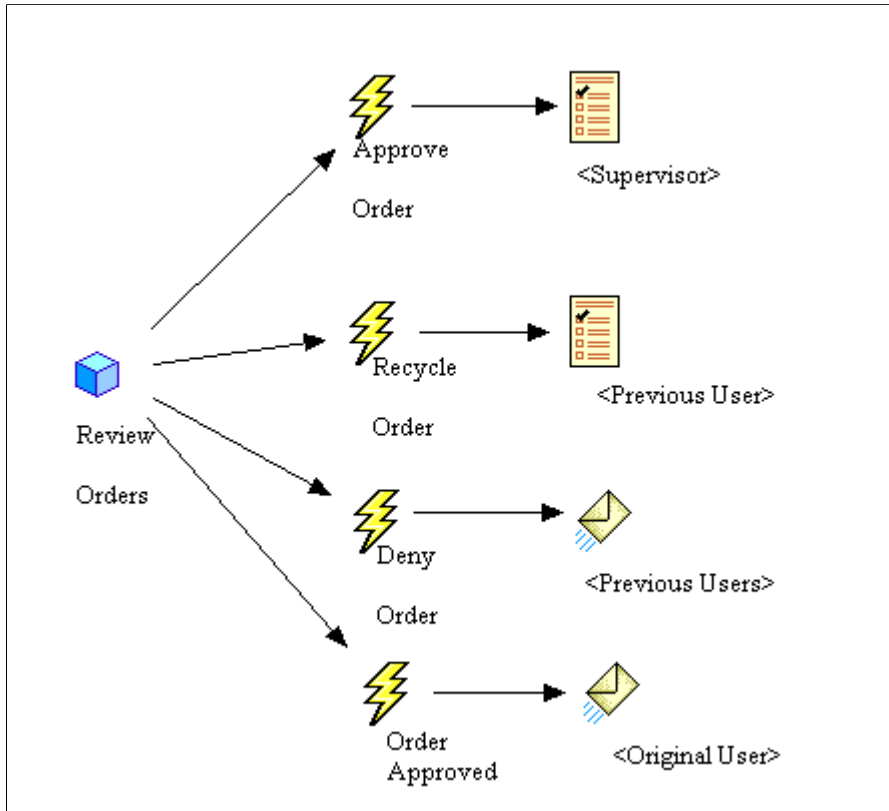 Approve
Order
<Supervisor>
Recycle
Order
<Previous User>
Review
Orders
Deny
Order
<Previous Users>
Order
Approved
<Original User>